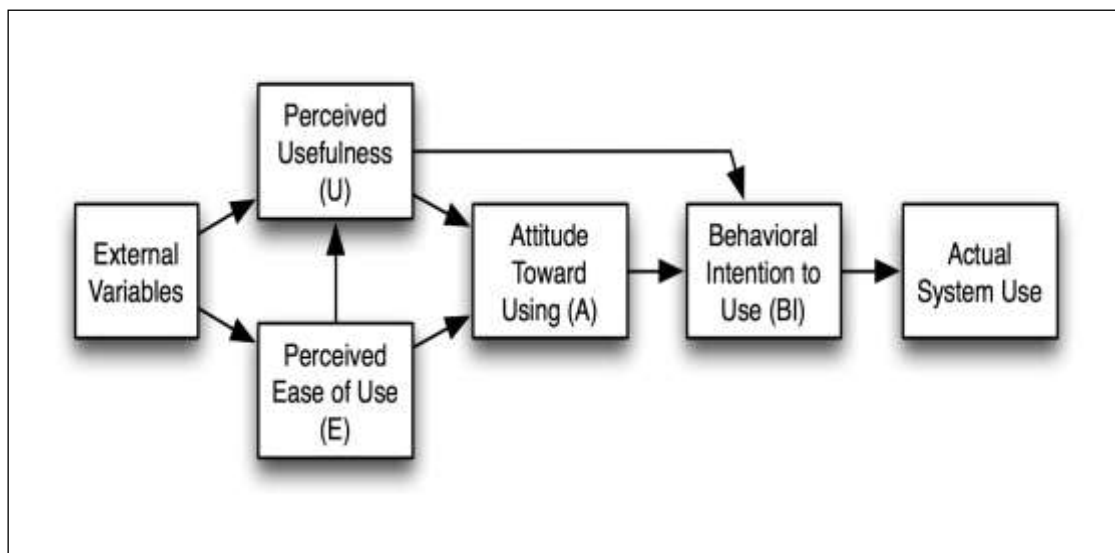 Perceived
Usefulness
(U)
External
Variables
Perceived
Ease of Use
(E)
Attitude
Toward
Using (A)
Behavioral
Intention to
Use (BI)
Actual
System Use